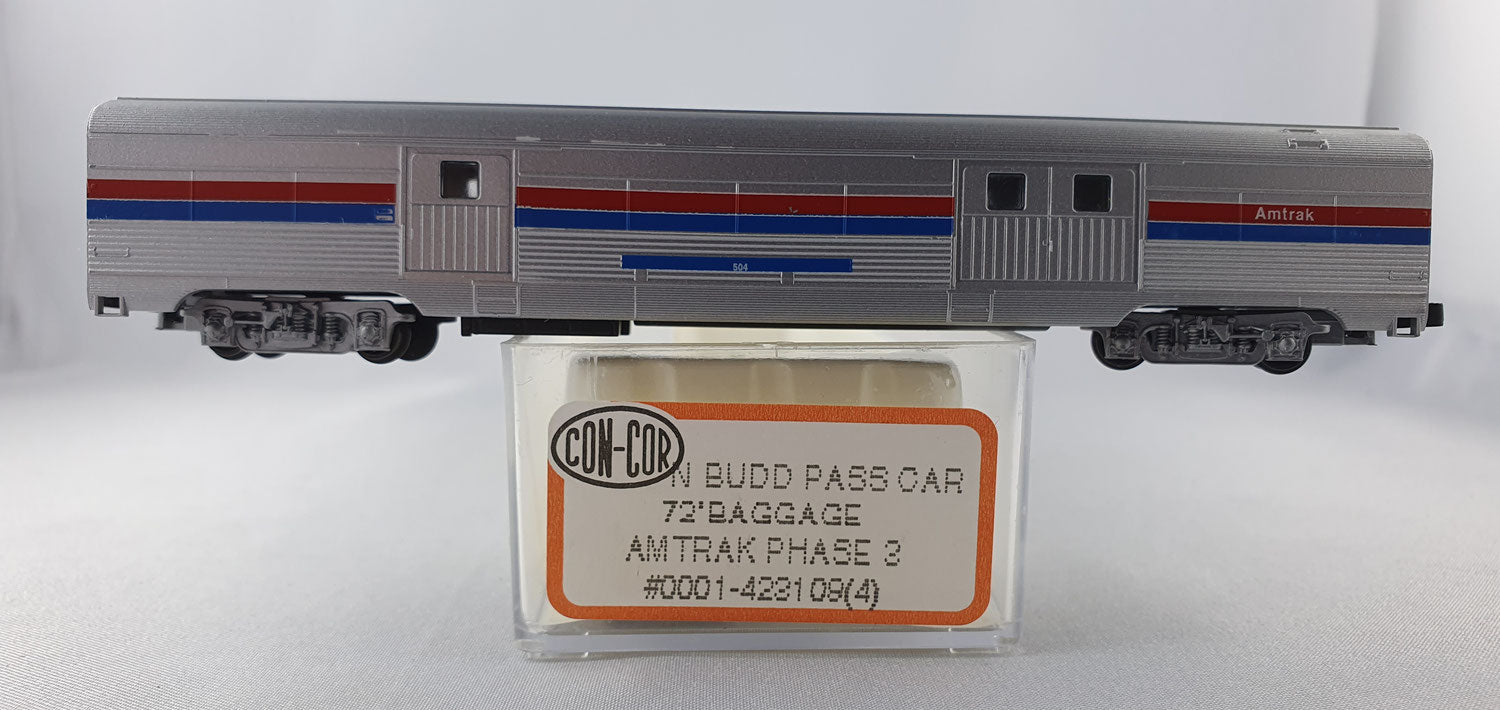 Amtrak
504
CON-COR
N BUDD PASS CAR
72'BAGGAGE
AMTRAK PHASE 3
#0001-423109(4)